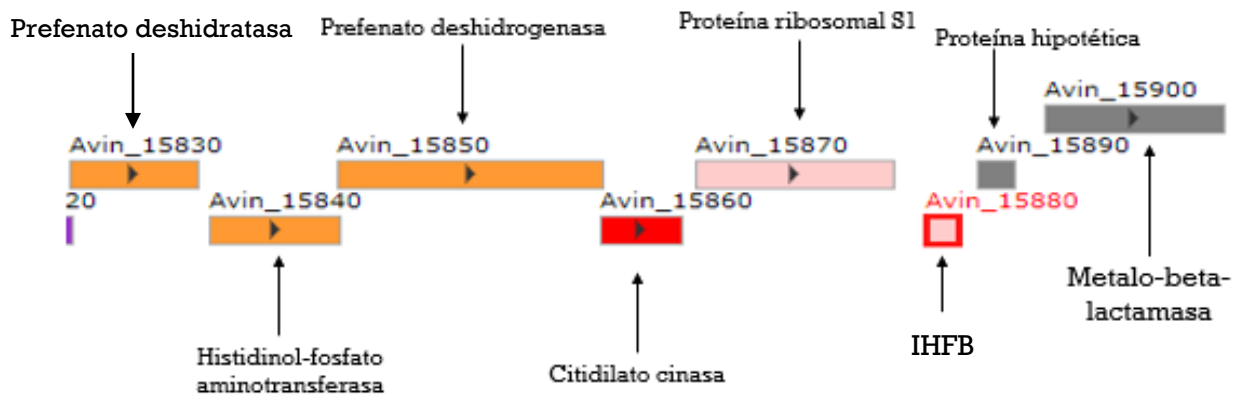 Prefenato deshidratasa
Prefenato deshidrogenasa
Proteína ribosomal S1
Proteína hipotética
Avin_15900
Avin_15830
Avin_15850
Avin_15870
Avin_15890
20
Avin_15840
Avin_15860
Avin_15880
Metalo-beta-
lactamasa
IHFB
Histidinol-fosfato
aminotransferasa
Citidilato cinasa